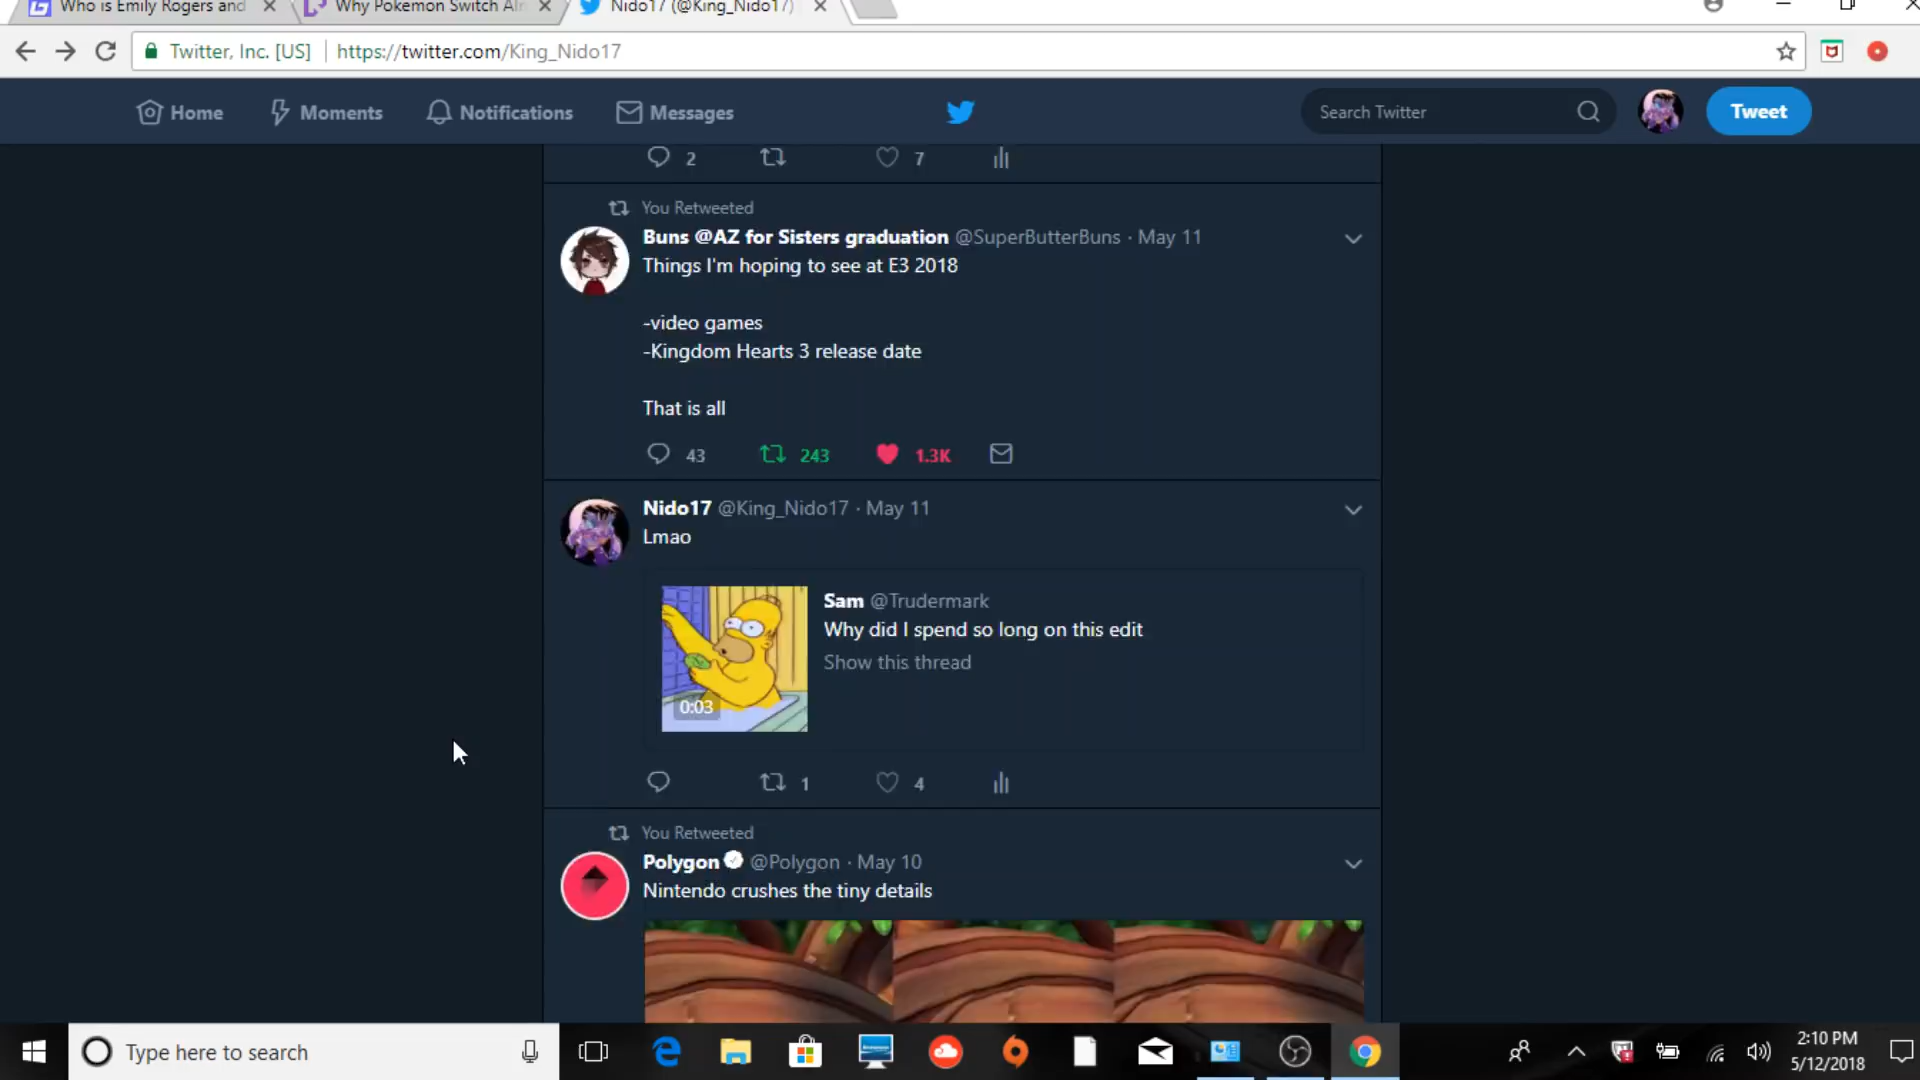 Who is Emily Rogers and
Why Pokemon Switch Alr
Nido17 (@King_Nido17)
Twitter, Inc. [US]
https://twitter.com/King_Nido17
Home
Moments
Notifications
Messages
Search Twitter
Tweet
2
7
You Retweeted
Buns @AZ for Sisters graduation @SuperButterBuns · May 11
Things I'm hoping to see at E3 2018
-video games
-Kingdom Hearts 3 release date
That is all
43
243
1.3K
Nido17 @King_Nido17 · May 11
Lmao
0:03
Sam @Trudermark
Why did I spend so long on this edit
Show this thread
1
4
You Retweeted
Polygon @Polygon · May 10
Nintendo crushes the tiny details
Type here to search
2:10 PM
5/12/2018